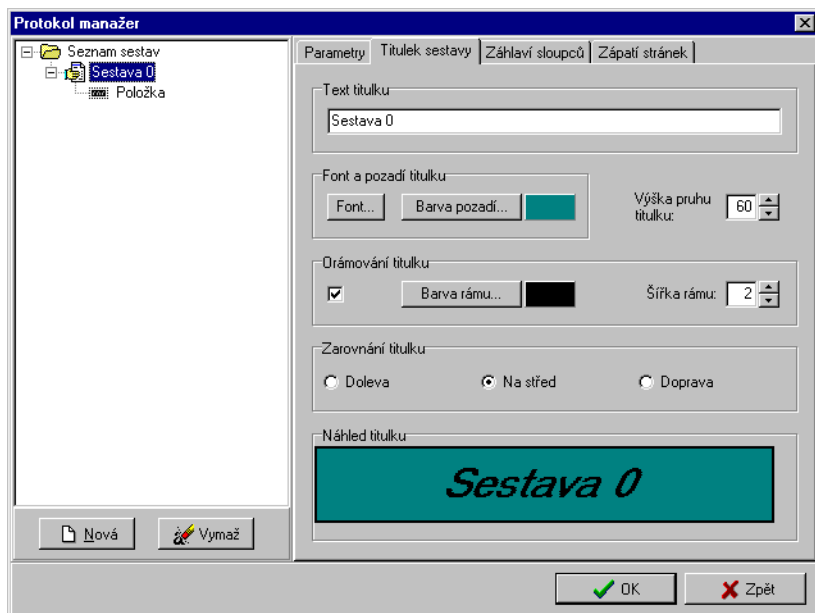 Protokol manažer
Seznam sestav
Sestava 0
Položka
Nová
Vymaž
Parametry
Titulek sestavy
Záhlaví sloupců
Zápatí stránek
Text titulku
Sestava 0
Font a pozadí titulku
Font...
Barva pozadí...
Výška pruhu
titulku:
60
Orámování titulku
Barva rámu...
Šířka rámu:
2
Zarovnání titulku
Doleva
Na střed
Doprava
Náhled titulku
Sestava 0
OK
Zpět